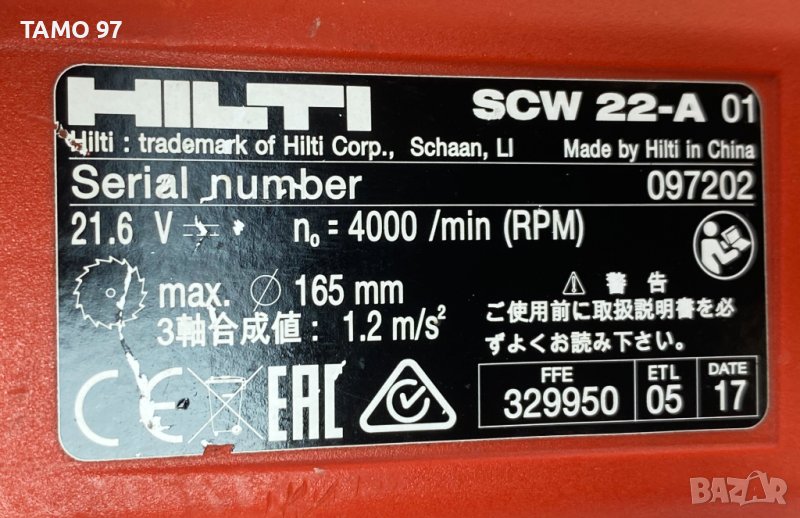 TAMO 97
HILTI SCW 22-A 01
Hilti : trademark of Hilti Corp., Schaan, LI Made by Hilti in China
Serial number 097202
21.6 V n₀ = 4000 /min (RPM)
max. ∅ 165 mm
3軸合成値 : 1.2 m/s²
⚠ 警 告
ご使用前に取扱説明書を必
ずよくお読み下さい。
CE EAC
FFE ETL DATE
329950 05 17
BAZAR